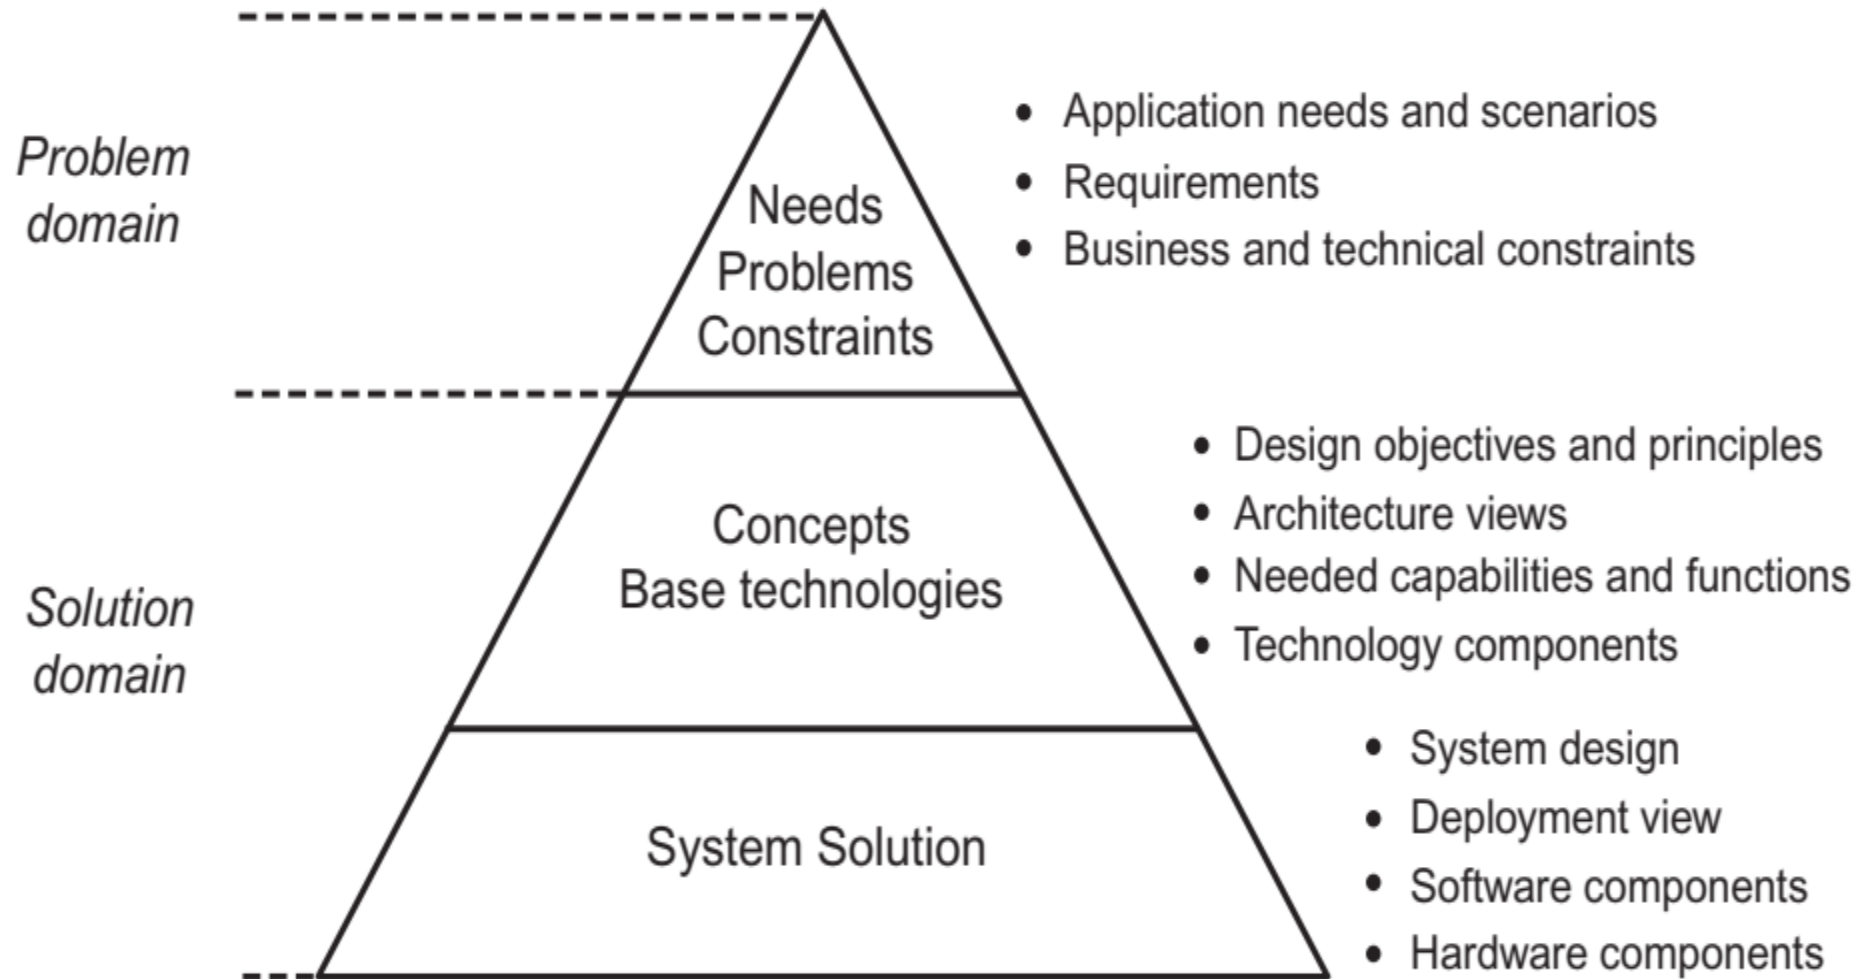 Problem
domain
Needs
Problems
Constraints
• Application needs and scenarios
• Requirements
• Business and technical constraints
Solution
domain
Concepts
Base technologies
• Design objectives and principles
• Architecture views
• Needed capabilities and functions
• Technology components
System Solution
• System design
• Deployment view
• Software components
• Hardware components